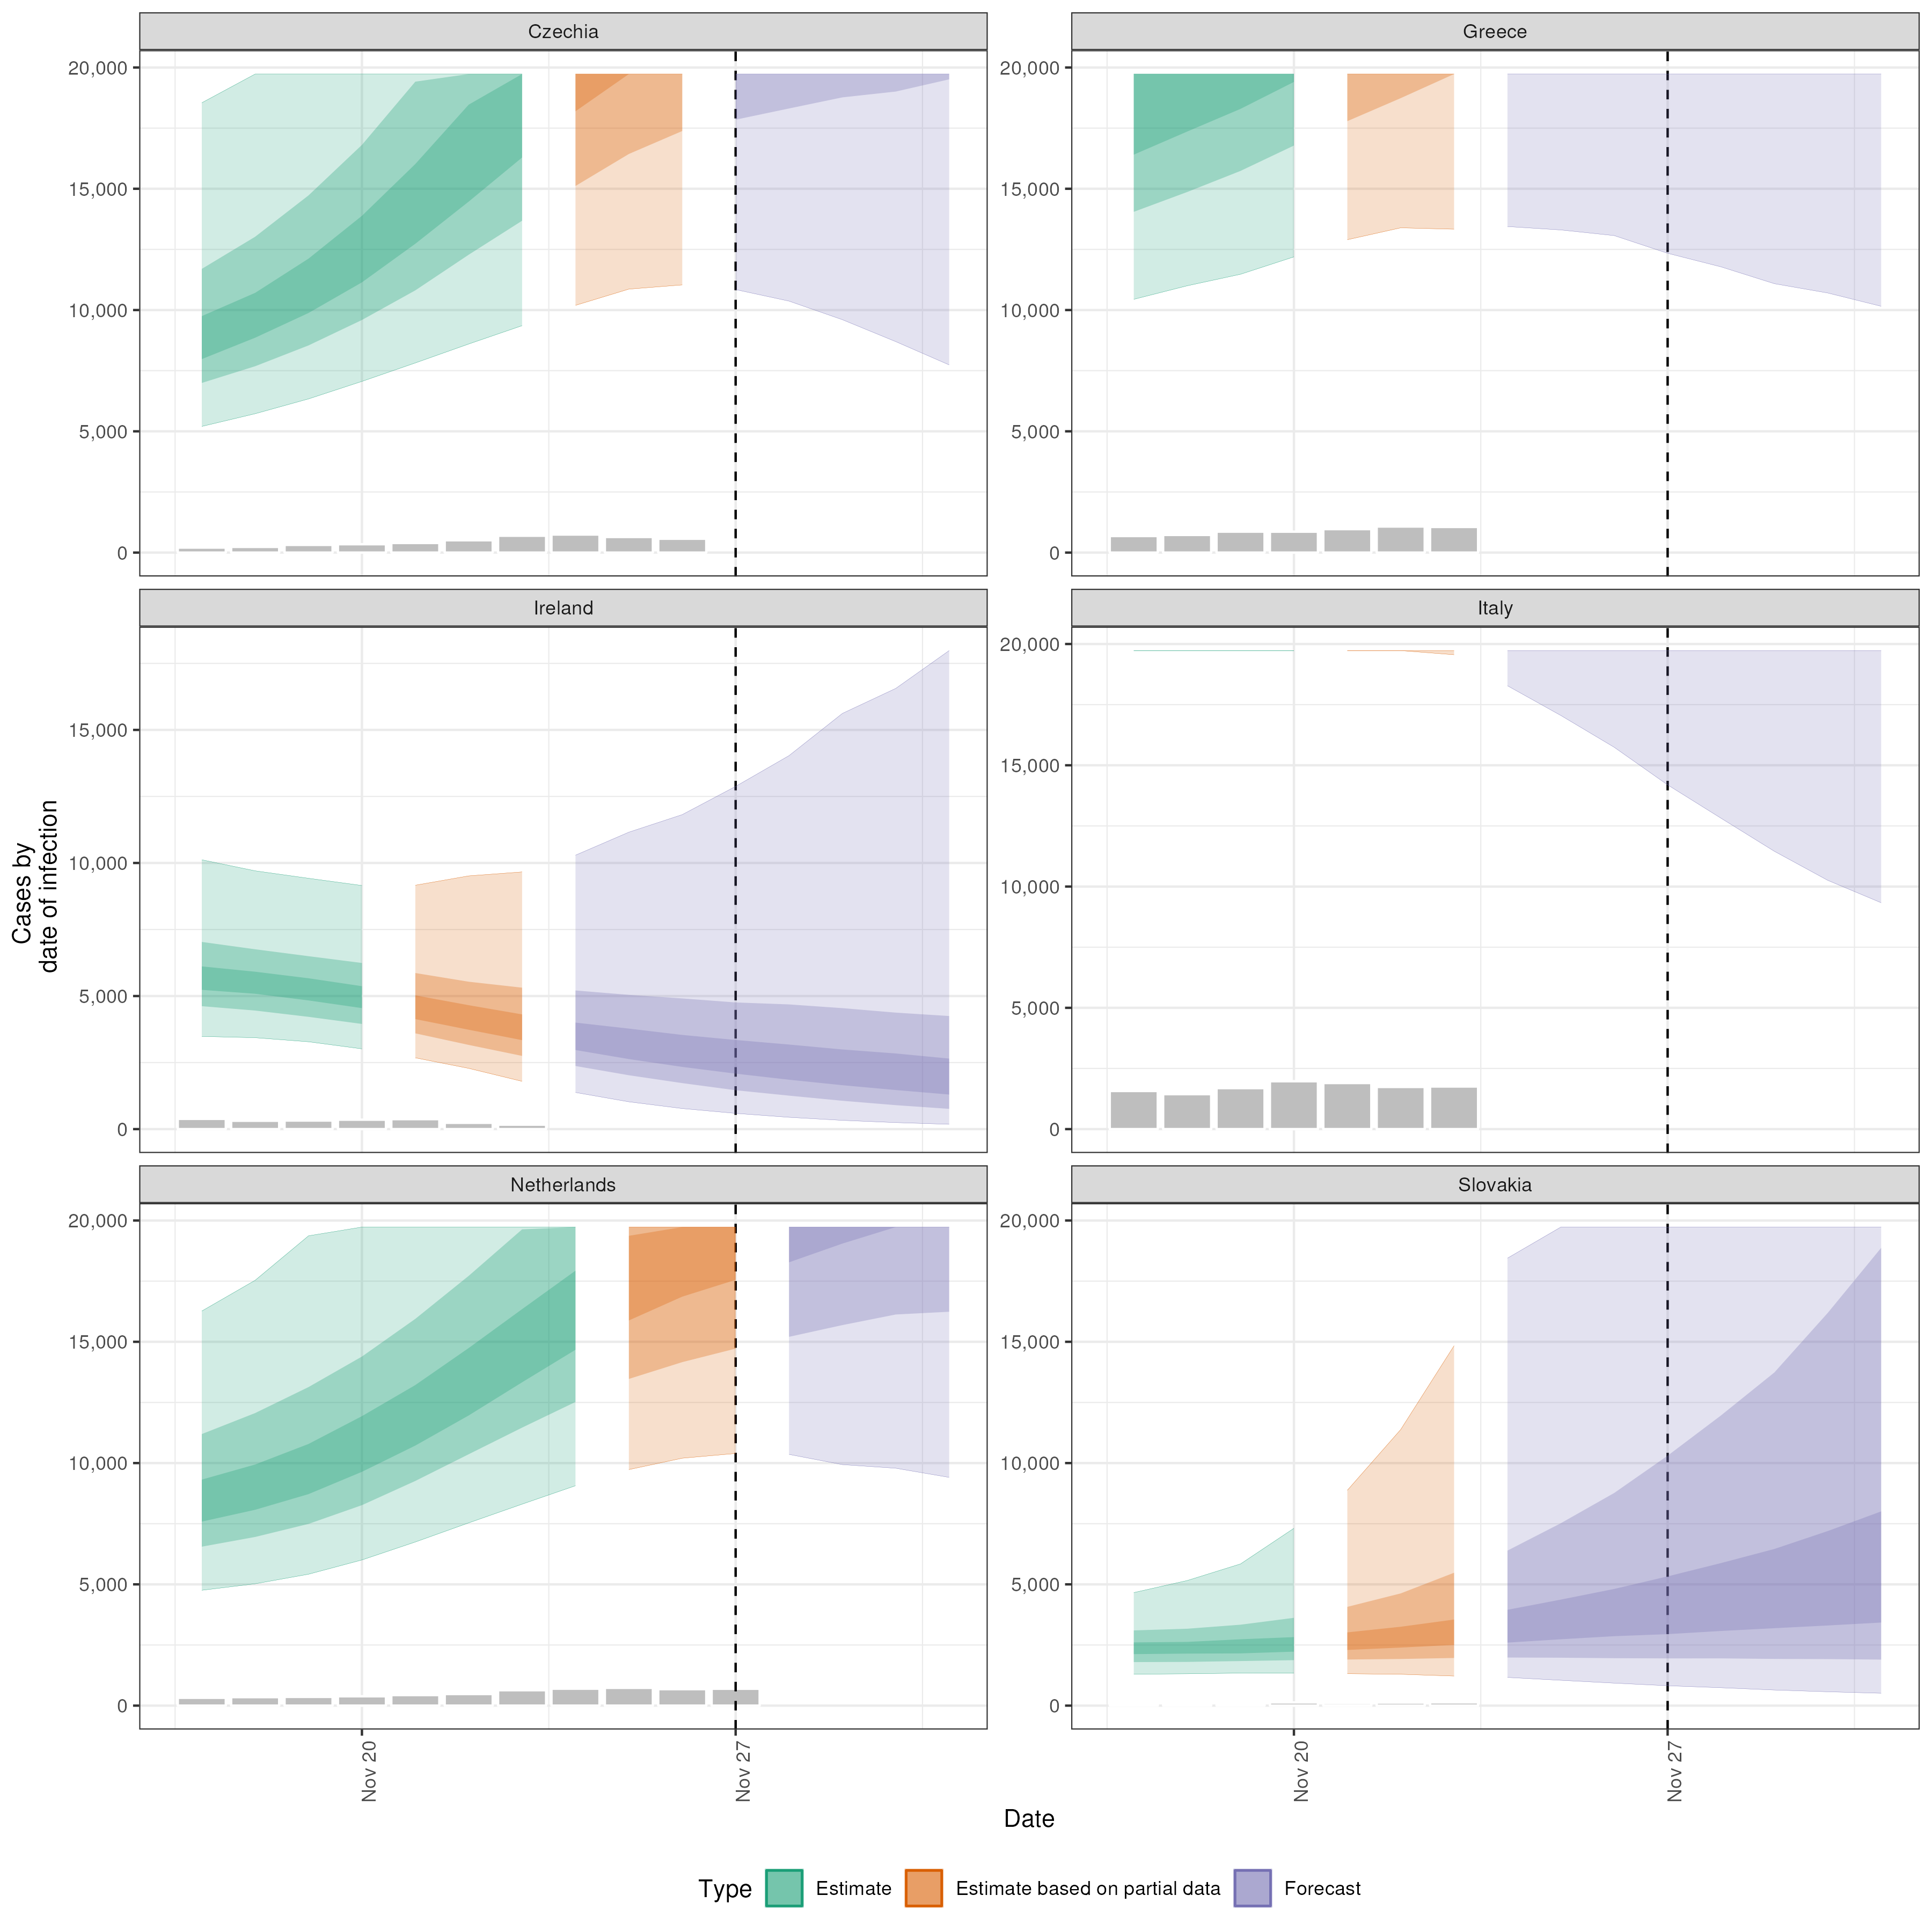 Czechia
Greece
20,000
15,000
10,000
5,000
0
20,000
15,000
10,000
5,000
0
Ireland
Italy
15,000
10,000
5,000
0
20,000
15,000
10,000
5,000
0
Netherlands
Slovakia
20,000
15,000
10,000
5,000
0
20,000
15,000
10,000
5,000
0
Cases by
date of infection
Nov 20
Nov 27
Nov 20
Nov 27
Date
Type
Estimate
Estimate based on partial data
Forecast